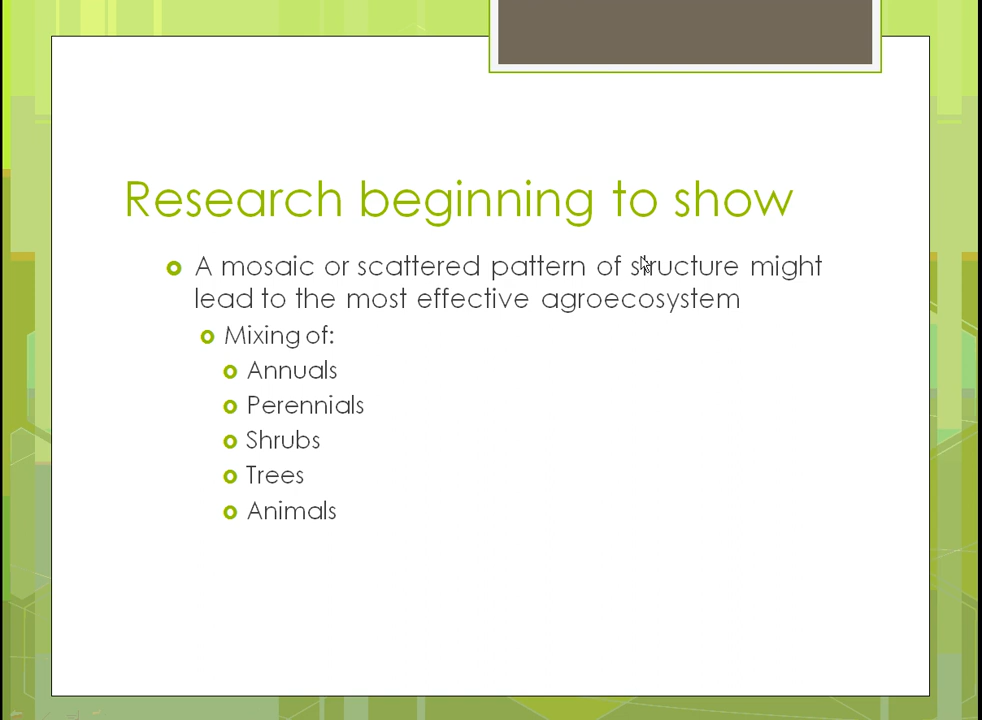 Research beginning to show
A mosaic or scattered pattern of structure might
lead to the most effective agroecosystem
Mixing of:
Annuals
Perennials
Shrubs
Trees
Animals